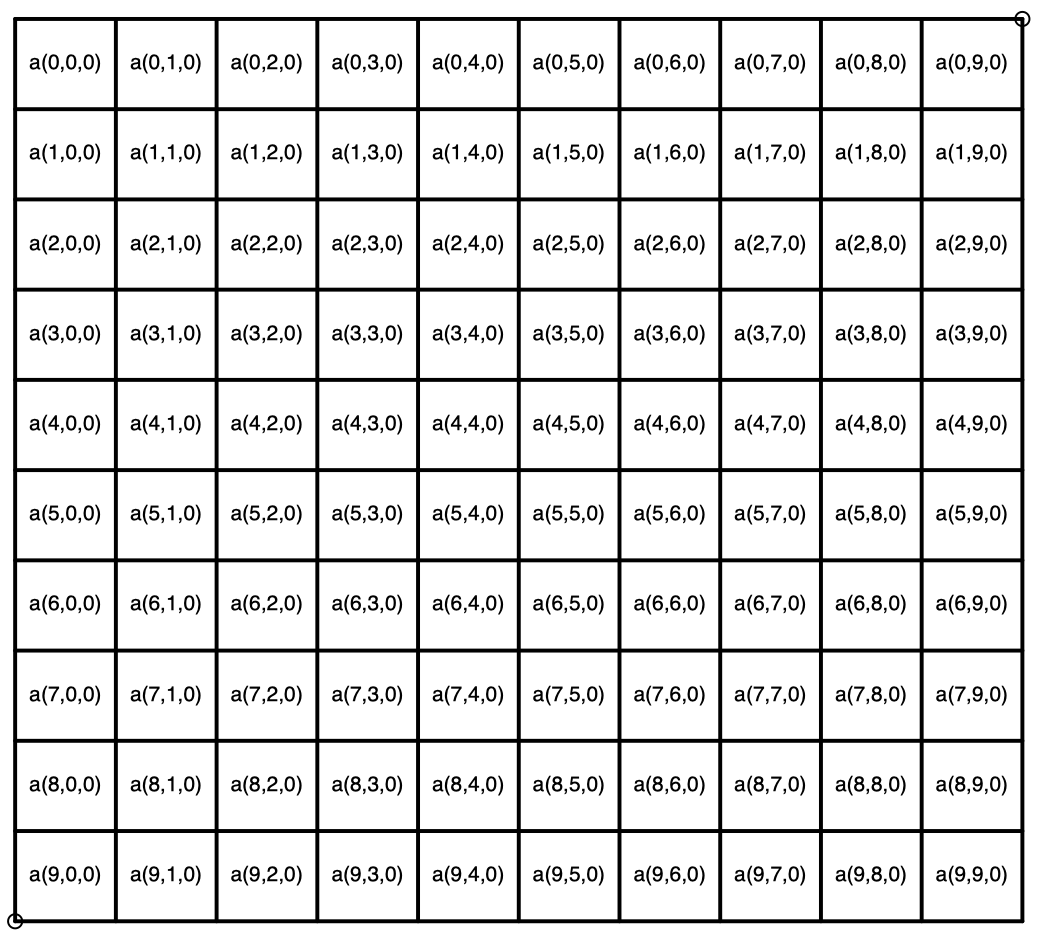 a(0,0,0) a(0,1,0) a(0,2,0) a(0,3,0) a(0,4,0) a(0,5,0) a(0,6,0) a(0,7,0) a(0,8,0) a(0,9,0)
a(1,0,0) a(1,1,0) a(1,2,0) a(1,3,0) a(1,4,0) a(1,5,0) a(1,6,0) a(1,7,0) a(1,8,0) a(1,9,0)
a(2,0,0) a(2,1,0) a(2,2,0) a(2,3,0) a(2,4,0) a(2,5,0) a(2,6,0) a(2,7,0) a(2,8,0) a(2,9,0)
a(3,0,0) a(3,1,0) a(3,2,0) a(3,3,0) a(3,4,0) a(3,5,0) a(3,6,0) a(3,7,0) a(3,8,0) a(3,9,0)
a(4,0,0) a(4,1,0) a(4,2,0) a(4,3,0) a(4,4,0) a(4,5,0) a(4,6,0) a(4,7,0) a(4,8,0) a(4,9,0)
a(5,0,0) a(5,1,0) a(5,2,0) a(5,3,0) a(5,4,0) a(5,5,0) a(5,6,0) a(5,7,0) a(5,8,0) a(5,9,0)
a(6,0,0) a(6,1,0) a(6,2,0) a(6,3,0) a(6,4,0) a(6,5,0) a(6,6,0) a(6,7,0) a(6,8,0) a(6,9,0)
a(7,0,0) a(7,1,0) a(7,2,0) a(7,3,0) a(7,4,0) a(7,5,0) a(7,6,0) a(7,7,0) a(7,8,0) a(7,9,0)
a(8,0,0) a(8,1,0) a(8,2,0) a(8,3,0) a(8,4,0) a(8,5,0) a(8,6,0) a(8,7,0) a(8,8,0) a(8,9,0)
a(9,0,0) a(9,1,0) a(9,2,0) a(9,3,0) a(9,4,0) a(9,5,0) a(9,6,0) a(9,7,0) a(9,8,0) a(9,9,0)